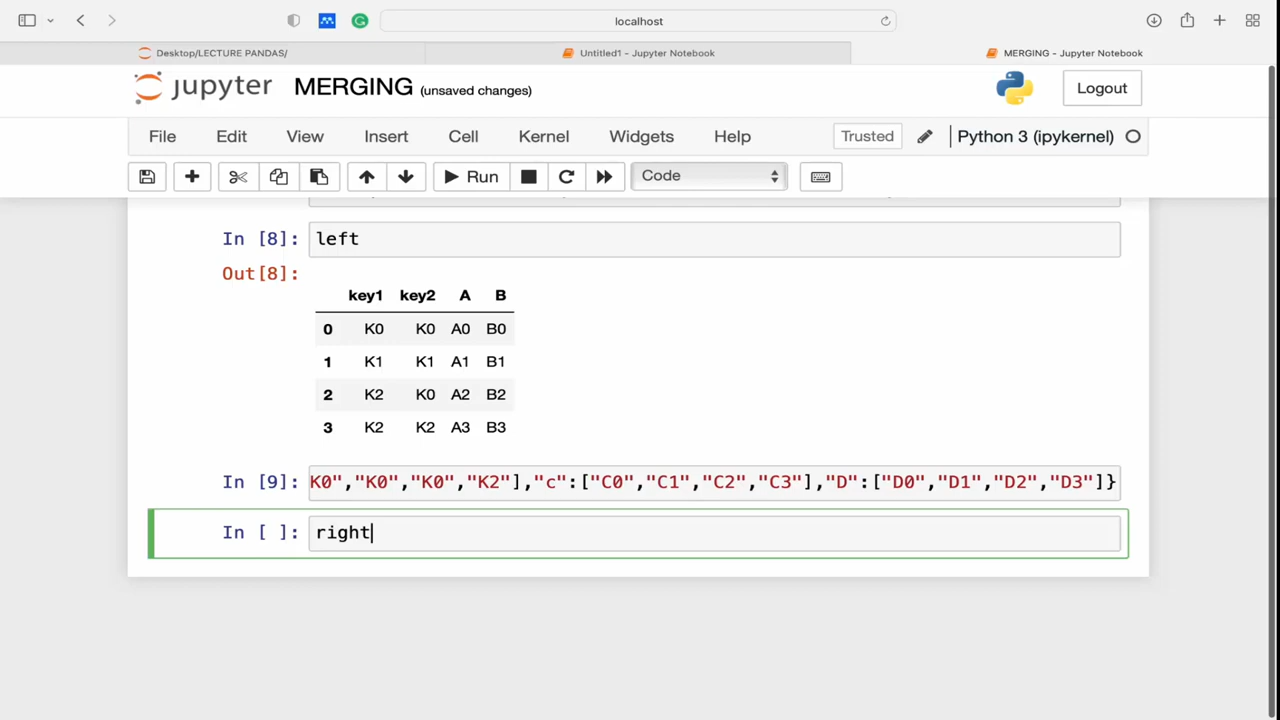 localhost
Desktop/LECTURE PANDAS/
Untitled1 - Jupyter Notebook
MERGING - Jupyter Notebook
jupyter MERGING (unsaved changes)
Logout
File Edit View Insert Cell Kernel Widgets Help Trusted Python 3 (ipykernel)
Run Code
In [8]: left
Out[8]:
key1 key2 A B
0 K0 K0 A0 B0
1 K1 K1 A1 B1
2 K2 K0 A2 B2
3 K2 K2 A3 B3
In [9]: K0","K0","K0","K2"],"c":["C0","C1","C2","C3"],"D":["D0","D1","D2","D3"]}
In [ ]: right